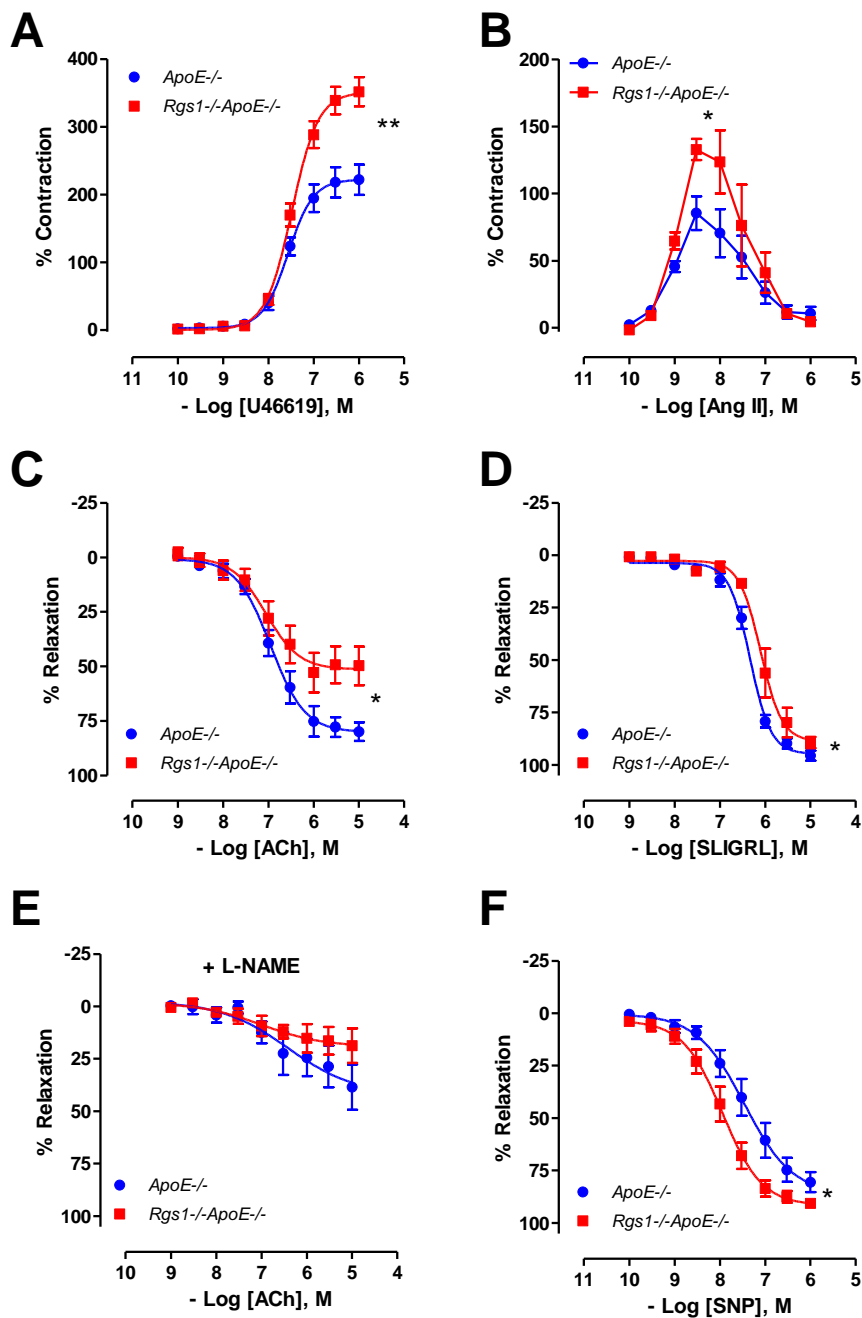 A
ApoE-/-
Rgs1-/-ApoE-/-
% Contraction
400
300
200
100
0
**
11 10 9 8 7 6 5
- Log [U46619], M
B
ApoE-/-
Rgs1-/-ApoE-/-
% Contraction
200
150
100
50
0
*
11 10 9 8 7 6 5
- Log [Ang II], M
C
% Relaxation
-25
0
25
50
75
100
*
ApoE-/-
Rgs1-/-ApoE-/-
10 9 8 7 6 5 4
- Log [ACh], M
D
% Relaxation
-25
0
25
50
75
100
*
ApoE-/-
Rgs1-/-ApoE-/-
10 9 8 7 6 5 4
- Log [SLIGRL], M
E
+ L-NAME
% Relaxation
-25
0
25
50
75
100
ApoE-/-
Rgs1-/-ApoE-/-
10 9 8 7 6 5 4
- Log [ACh], M
F
% Relaxation
-25
0
25
50
75
100
*
ApoE-/-
Rgs1-/-ApoE-/-
11 10 9 8 7 6 5
- Log [SNP], M